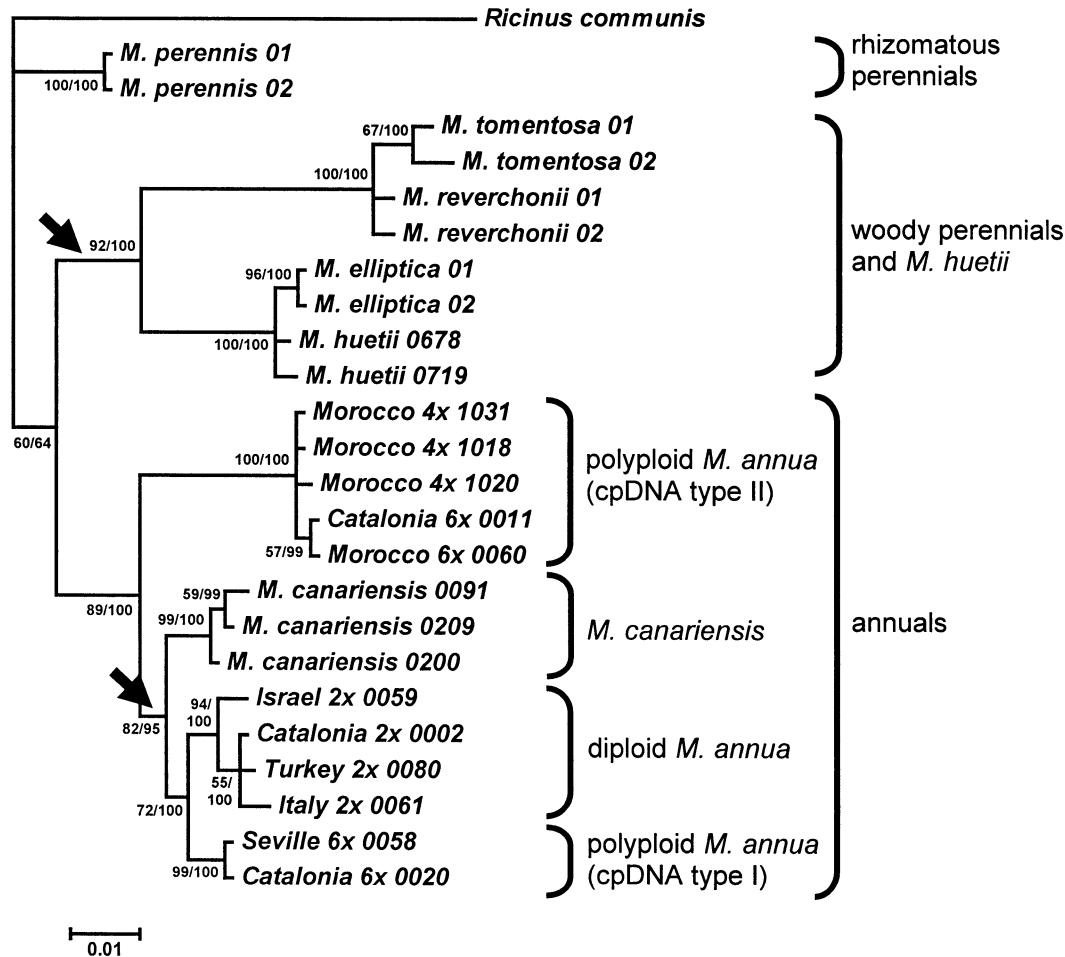 Ricinus communis
M. perennis 01
100/100
M. perennis 02
rhizomatous
perennials
67/100
M. tomentosa 01
M. tomentosa 02
100/100
M. reverchonii 01
M. reverchonii 02
92/100
96/100
M. elliptica 01
M. elliptica 02
100/100
M. huetii 0678
M. huetii 0719
woody perennials
and M. huetii
60/64
Morocco 4x 1031
Morocco 4x 1018
100/100
Morocco 4x 1020
Catalonia 6x 0011
57/99
Morocco 6x 0060
polyploid M. annua
(cpDNA type II)
89/100
59/99
M. canariensis 0091
99/100
M. canariensis 0209
M. canariensis 0200
M. canariensis
annuals
82/95
94/
100
Israel 2x 0059
Catalonia 2x 0002
Turkey 2x 0080
55/
100
Italy 2x 0061
diploid M. annua
72/100
Seville 6x 0058
99/100
Catalonia 6x 0020
polyploid M. annua
(cpDNA type I)
0.01